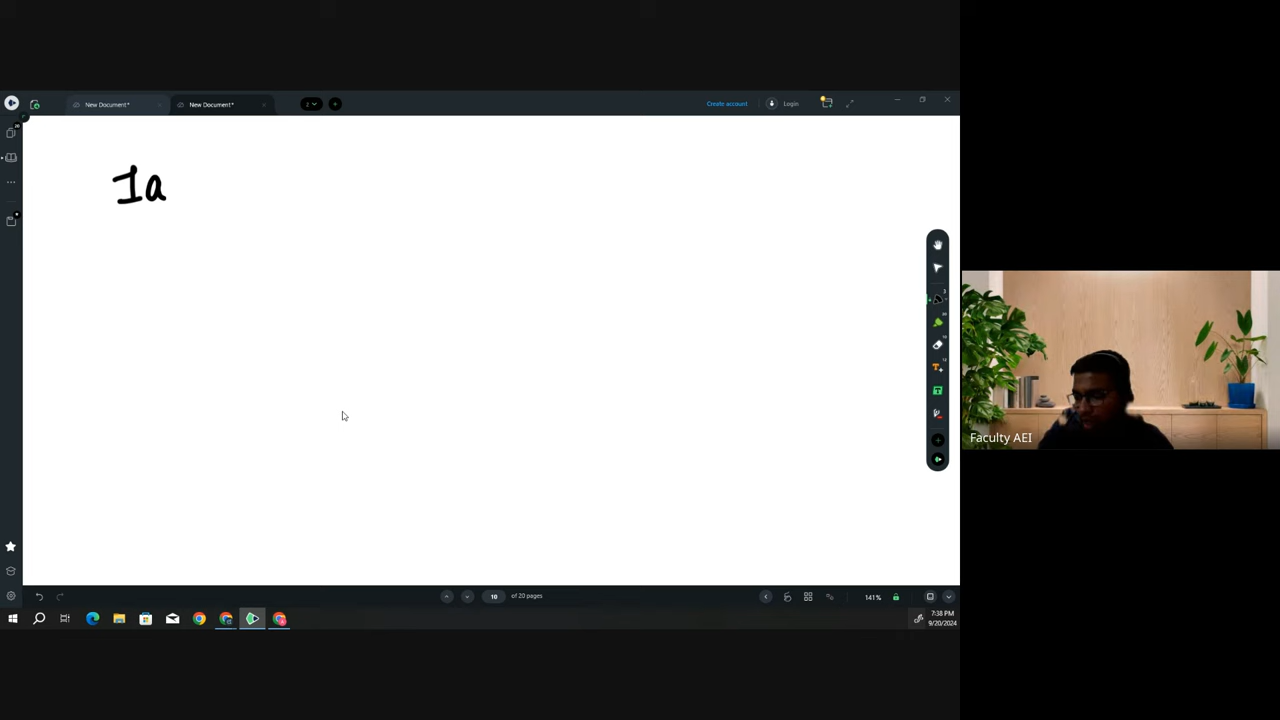 New Document*
New Document*
2
Create account
Login
1a
Faculty AEI
10
of 20 pages
141%
7:38 PM
9/20/2024